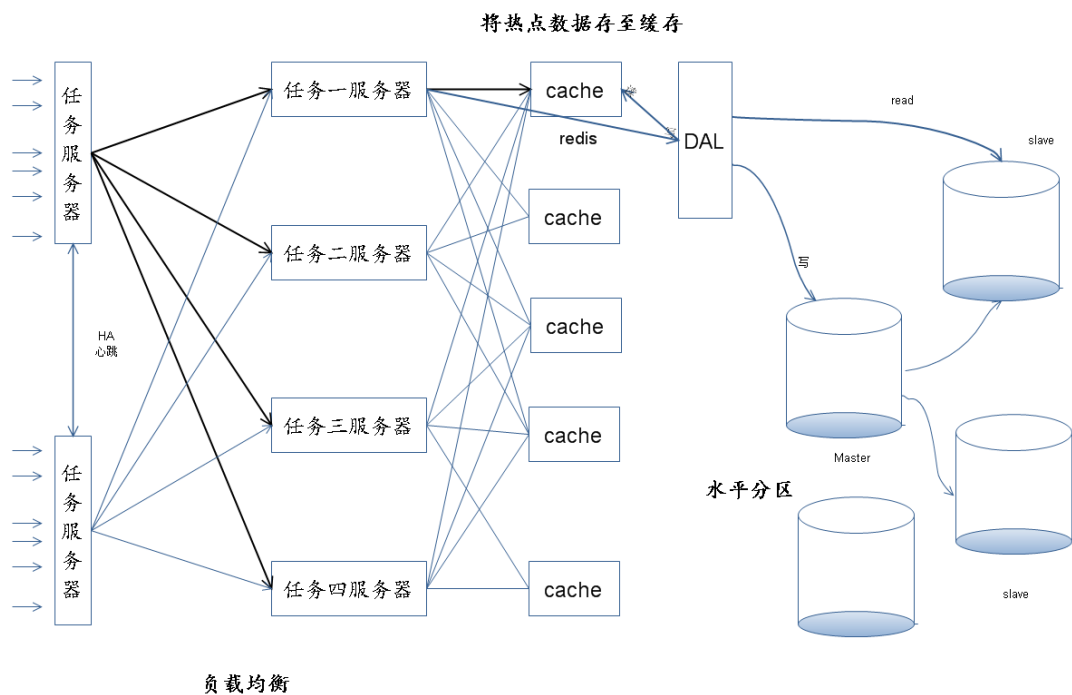 将热点数据存至缓存
任务服务器
任务一服务器
cache
redis
DAL
read
slave
cache
任务二服务器
写
HA
心跳
cache
任务三服务器
cache
Master
任务服务器
水平分区
任务四服务器
cache
slave
负载均衡